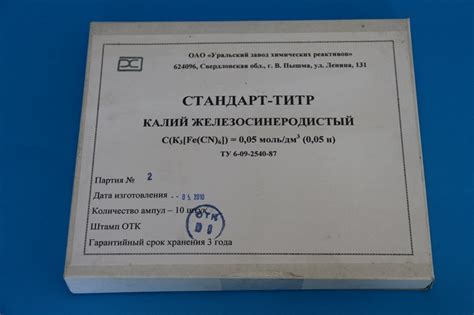 ОАО «Уральский завод химических реактивов»
624096, Свердловская обл., г. В. Пышма, ул. Ленина, 131
СТАНДАРТ-ТИТР
КАЛИЙ ЖЕЛЕЗОСИНЕРОДИСТЫЙ
C(K₃[Fe(CN)₆]) = 0,05 моль/дм³ (0,05 н)
ТУ 6-09-2540-87
Партия № 2
Дата изготовления -- 05. 2010
Количество ампул – 10 штук
Штамп ОТК
ОТК
Гарантийный срок хранения 3 года